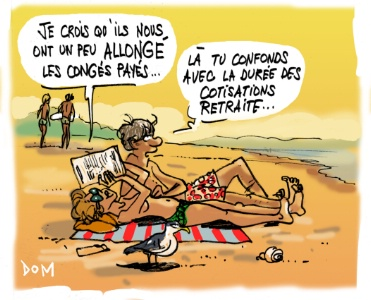 JE CROIS QU'ILS NOUS
ONT UN PEU ALLONGÉ
LES CONGÉS PAYÉS...
LÀ TU CONFONDS
AVEC LA DURÉE DES
COTISATIONS
RETRAITE...
DOM